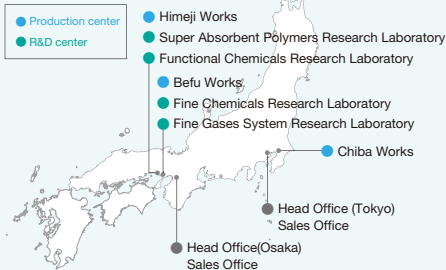 Production center
R&D center
Himeji Works
Super Absorbent Polymers Research Laboratory
Functional Chemicals Research Laboratory
Befu Works
Fine Chemicals Research Laboratory
Fine Gases System Research Laboratory
Chiba Works
Head Office (Tokyo)
Sales Office
Head Office(Osaka)
Sales Office